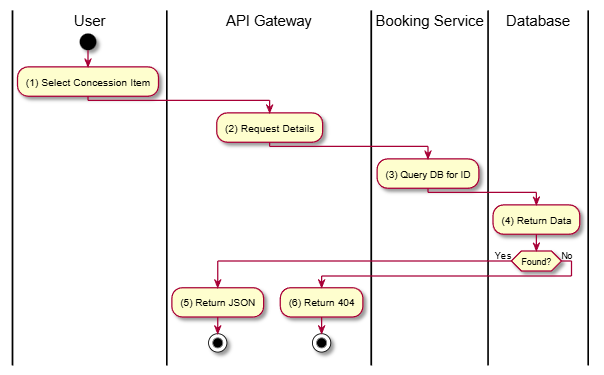 User
API Gateway
Booking Service
Database
(1) Select Concession Item
(2) Request Details
(3) Query DB for ID
(4) Return Data
Yes
Found?
No
(5) Return JSON
(6) Return 404